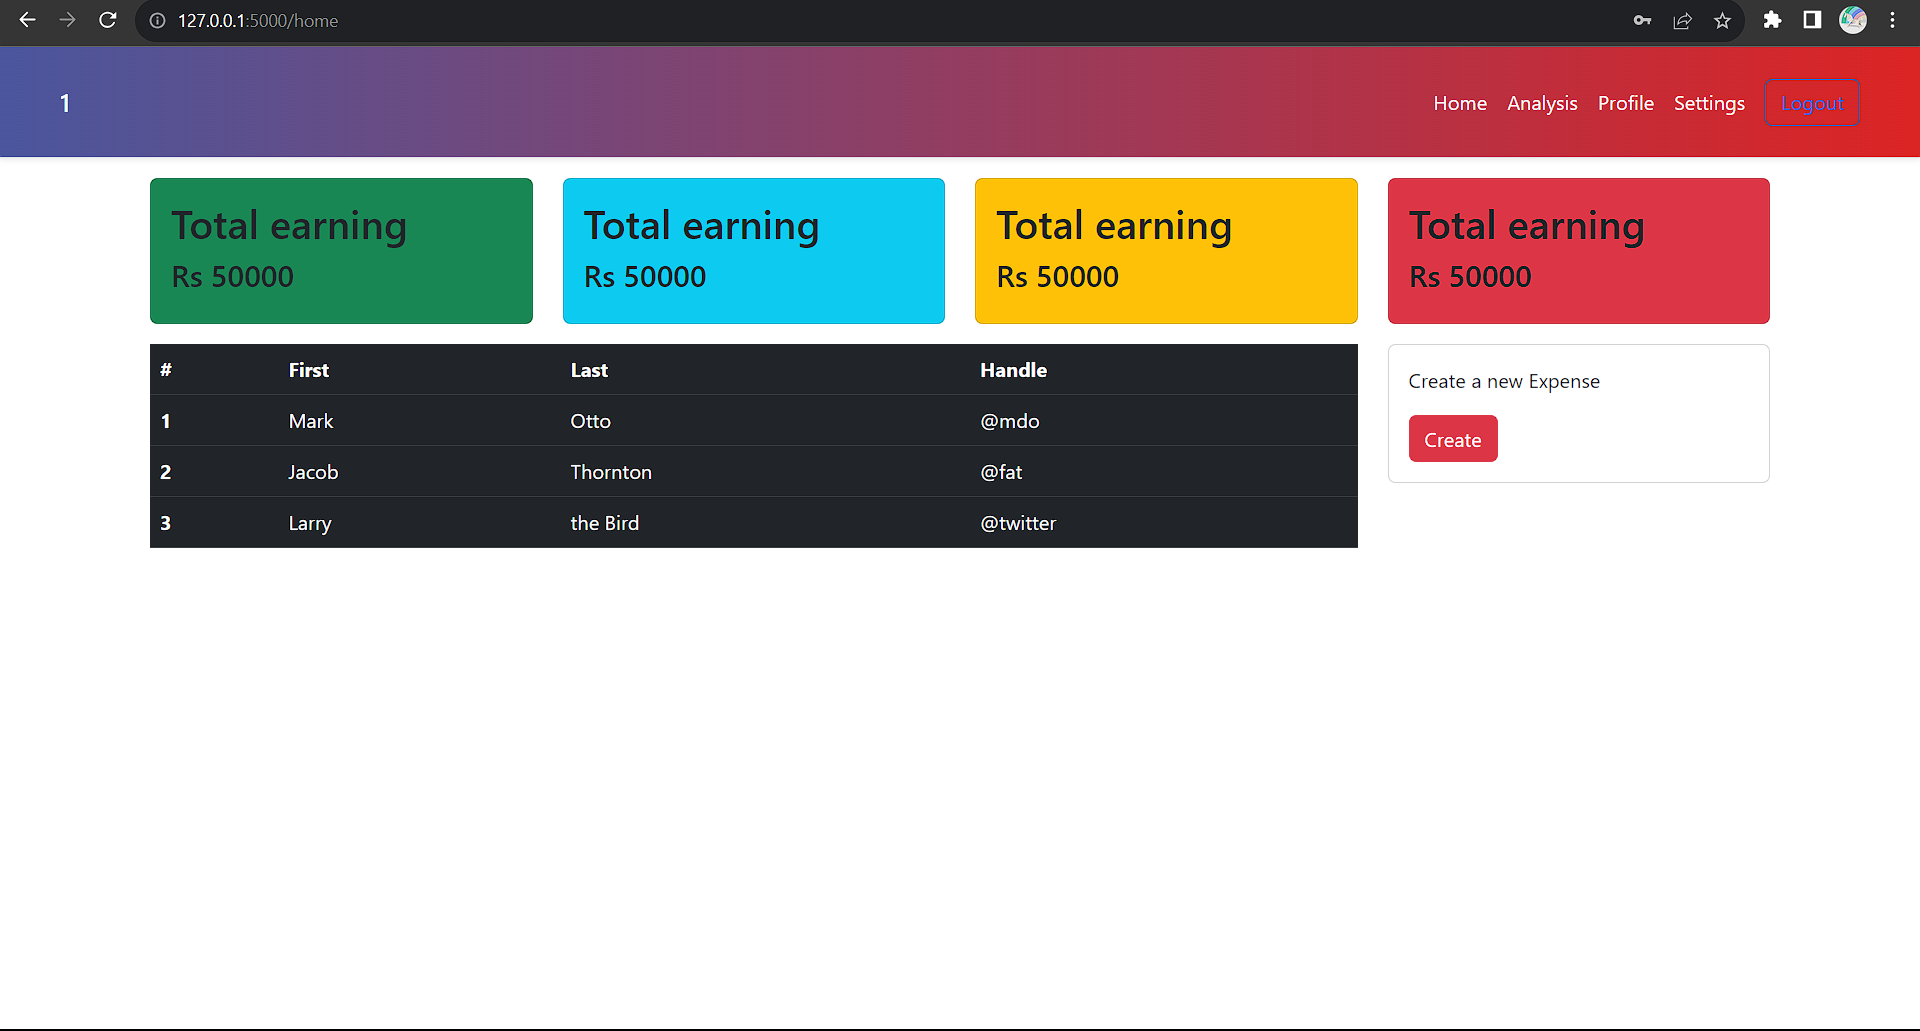 127.0.0.1:5000/home
1
Home Analysis Profile Settings Logout
Total earning
Rs 50000
Total earning
Rs 50000
Total earning
Rs 50000
Total earning
Rs 50000
# First Last Handle
1 Mark Otto @mdo
2 Jacob Thornton @fat
3 Larry the Bird @twitter
Create a new Expense
Create